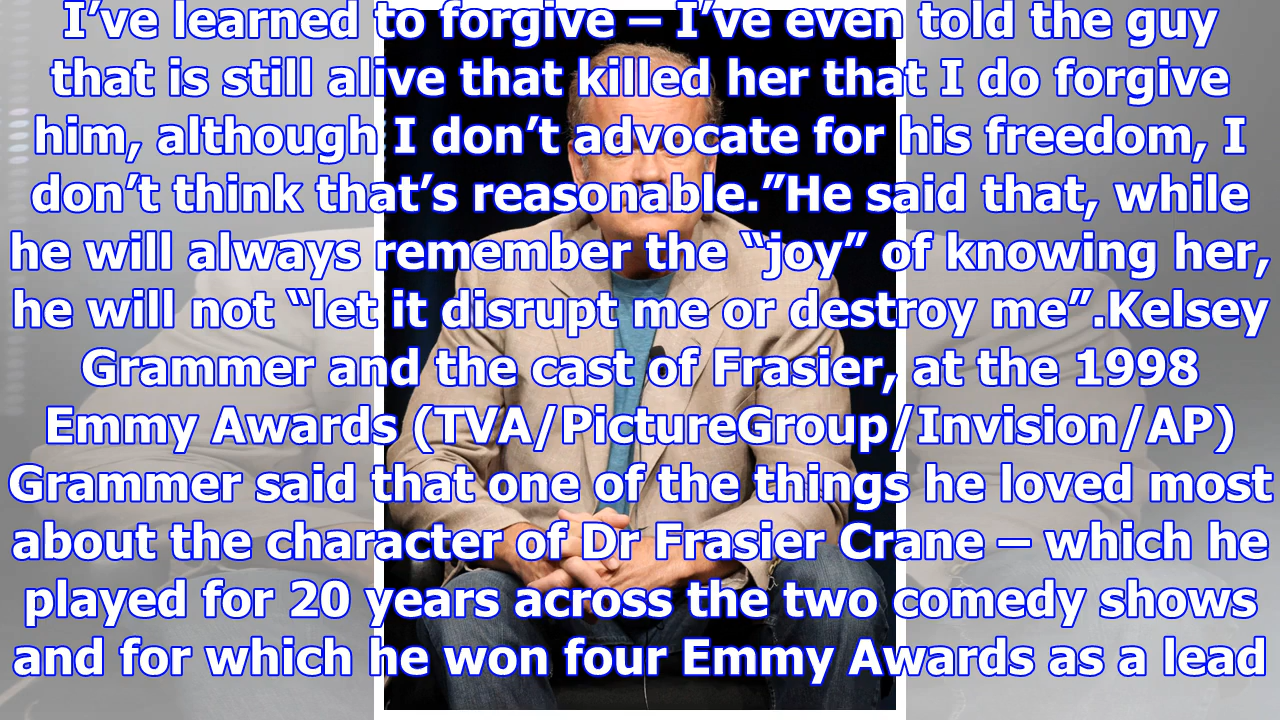 I’ve learned to forgive – I’ve even told the guy
that is still alive that killed her that I do forgive
him, although I don’t advocate for his freedom, I
don’t think that’s reasonable.”He said that, while
he will always remember the “joy” of knowing her,
he will not “let it disrupt me or destroy me”.Kelsey
Grammer and the cast of Frasier, at the 1998
Emmy Awards (TVA/PictureGroup/Invision/AP)
Grammer said that one of the things he loved most
about the character of Dr Frasier Crane – which he
played for 20 years across the two comedy shows
and for which he won four Emmy Awards as a lead